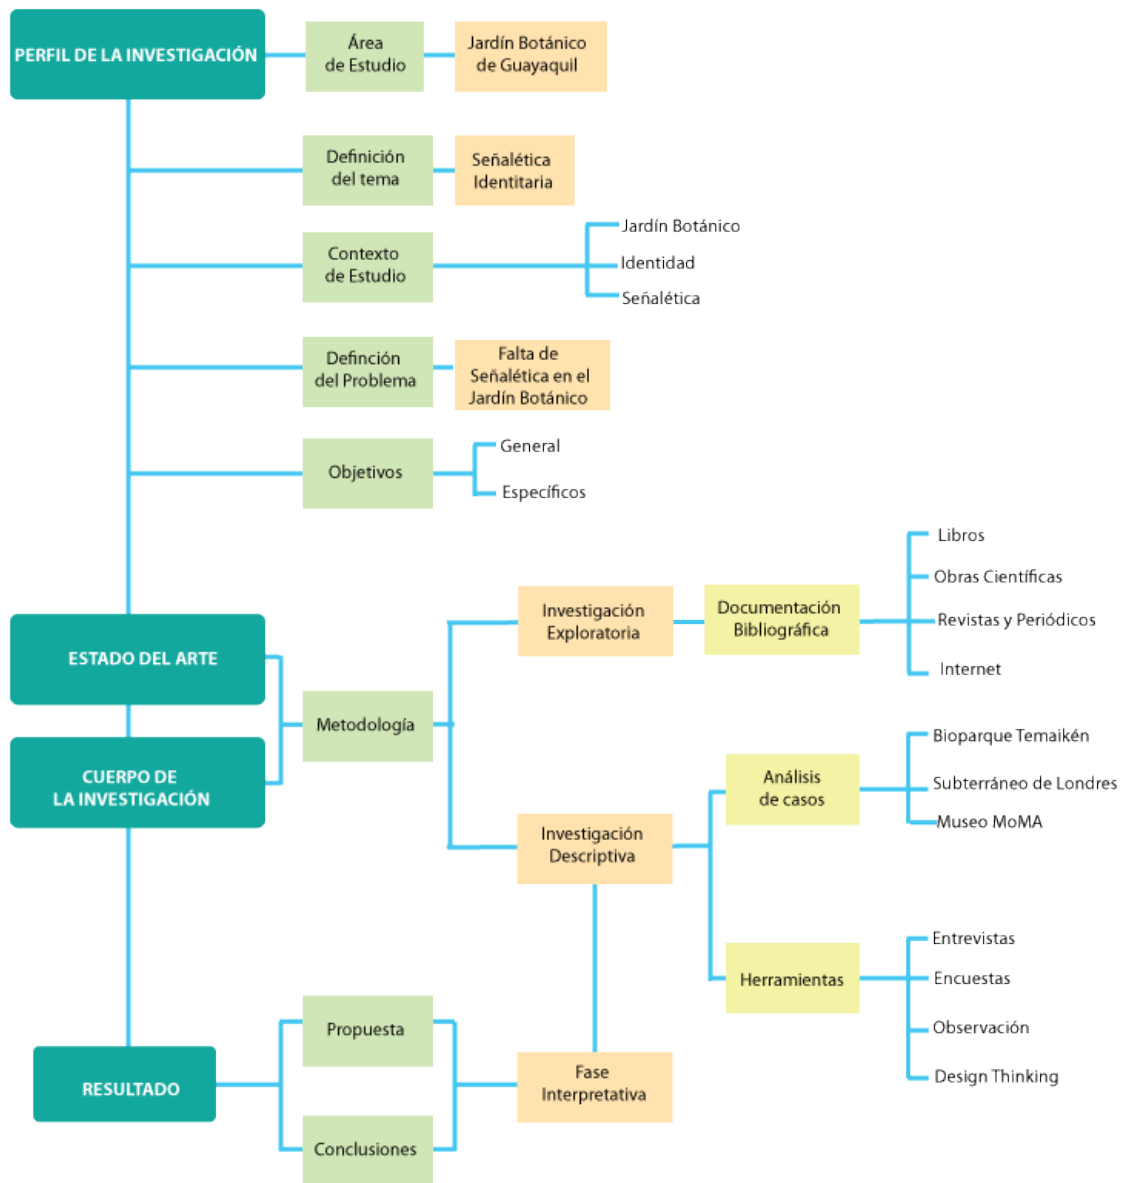 PERFIL DE LA INVESTIGACIÓN
Área
de Estudio
Jardín Botánico
de Guayaquil
Definición
del tema
Señalética
Identitaria
Contexto
de Estudio
Jardín Botánico
Identidad
Señalética
Definción
del Problema
Falta de
Señalética en el
Jardín Botánico
Objetivos
General
Específicos
ESTADO DEL ARTE
CUERPO DE
LA INVESTIGACIÓN
Metodología
Investigación
Exploratoria
Documentación
Bibliográfica
Libros
Obras Científicas
Revistas y Periódicos
Internet
Investigación
Descriptiva
Análisis
de casos
Bioparque Temaikén
Subterráneo de Londres
Museo MoMA
Herramientas
Entrevistas
Encuestas
Observación
Design Thinking
RESULTADO
Propuesta
Conclusiones
Fase
Interpretativa